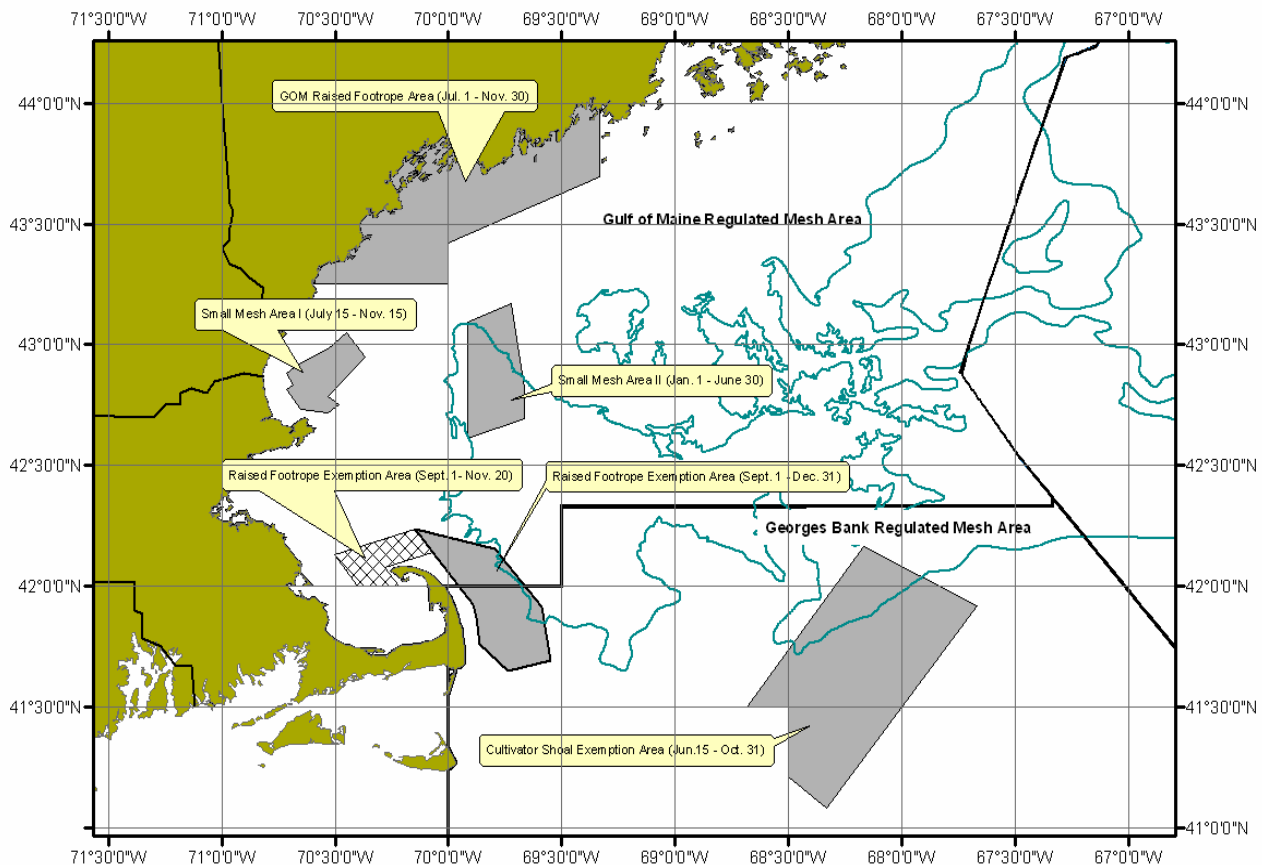 71°30'0"W 71°0'0"W 70°30'0"W 70°0'0"W 69°30'0"W 69°0'0"W 68°30'0"W 68°0'0"W 67°30'0"W 67°0'0"W
GOM Raised Footrope Area (Jul. 1 - Nov. 30)
44°0'0"N 44°0'0"N
Gulf of Maine Regulated Mesh Area
43°30'0"N 43°30'0"N
Small Mesh Area I (July 15 - Nov. 15)
43°0'0"N 43°0'0"N
Small Mesh Area II (Jan. 1 - June 30)
42°30'0"N 42°30'0"N
Raised Footrope Exemption Area (Sept. 1- Nov. 20) Raised Footrope Exemption Area (Sept. 1 - Dec. 31)
Georges Bank Regulated Mesh Area
42°0'0"N 42°0'0"N
41°30'0"N 41°30'0"N
Cultivator Shoal Exemption Area (Jun.15 - Oct. 31)
41°0'0"N 41°0'0"N
71°30'0"W 71°0'0"W 70°30'0"W 70°0'0"W 69°30'0"W 69°0'0"W 68°30'0"W 68°0'0"W 67°30'0"W 67°0'0"W